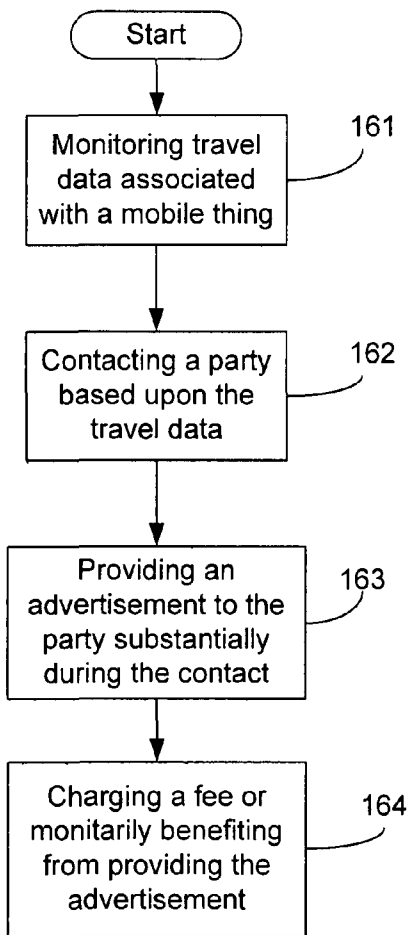 Start
Monitoring travel
data associated
with a mobile thing
161
Contacting a party
based upon the
travel data
162
Providing an
advertisement to the
party substantially
during the contact
163
Charging a fee or
monitarily benefiting
from providing the
advertisement
164